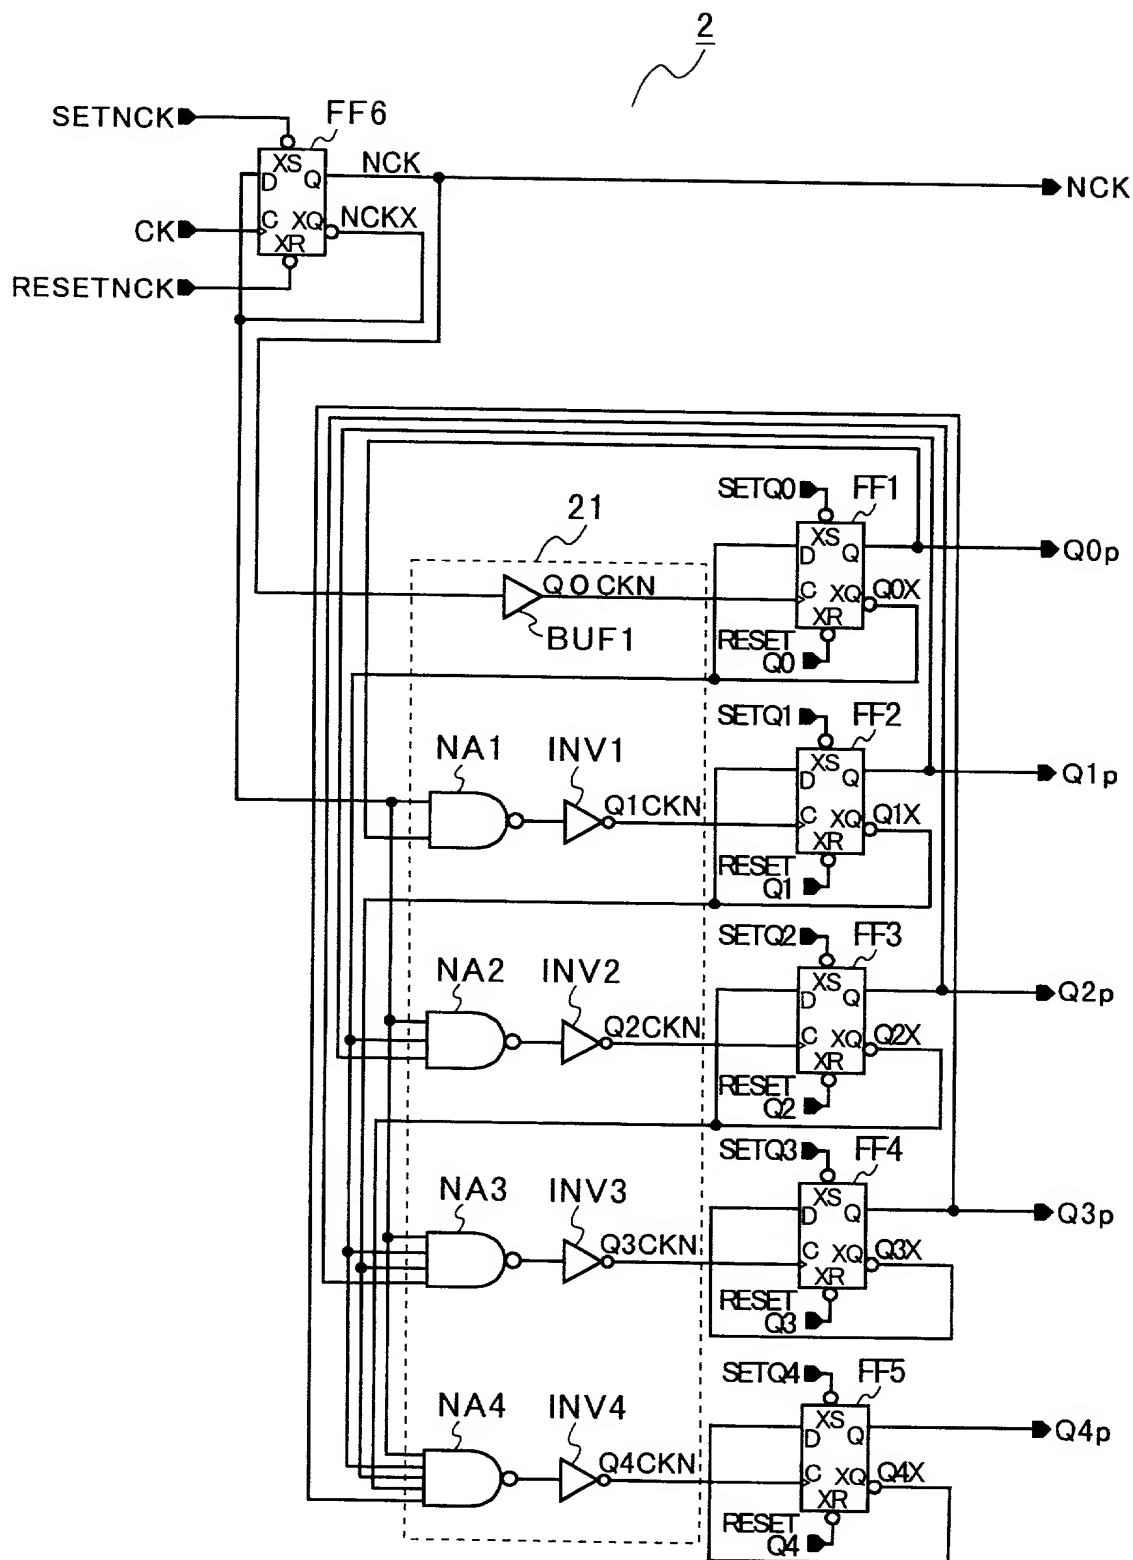 2
SETNCK
FF6
XS
D
Q
NCK
NCK
C
XQ
NCKX
CK
XR
RESETNCK
SETQ0
FF1
21
XS
D
Q
Q0p
Q0CKN
C
XQ
Q0X
BUF1
XR
RESET
Q0
SETQ1
FF2
NA1
INV1
XS
D
Q
Q1p
Q1CKN
C
XQ
Q1X
XR
RESET
Q1
SETQ2
FF3
NA2
INV2
XS
D
Q
Q2p
Q2CKN
C
XQ
Q2X
XR
RESET
Q2
SETQ3
FF4
NA3
INV3
XS
D
Q
Q3p
Q3CKN
C
XQ
Q3X
XR
RESET
Q3
SETQ4
FF5
NA4
INV4
XS
D
Q
Q4p
Q4CKN
C
XQ
Q4X
XR
RESET
Q4